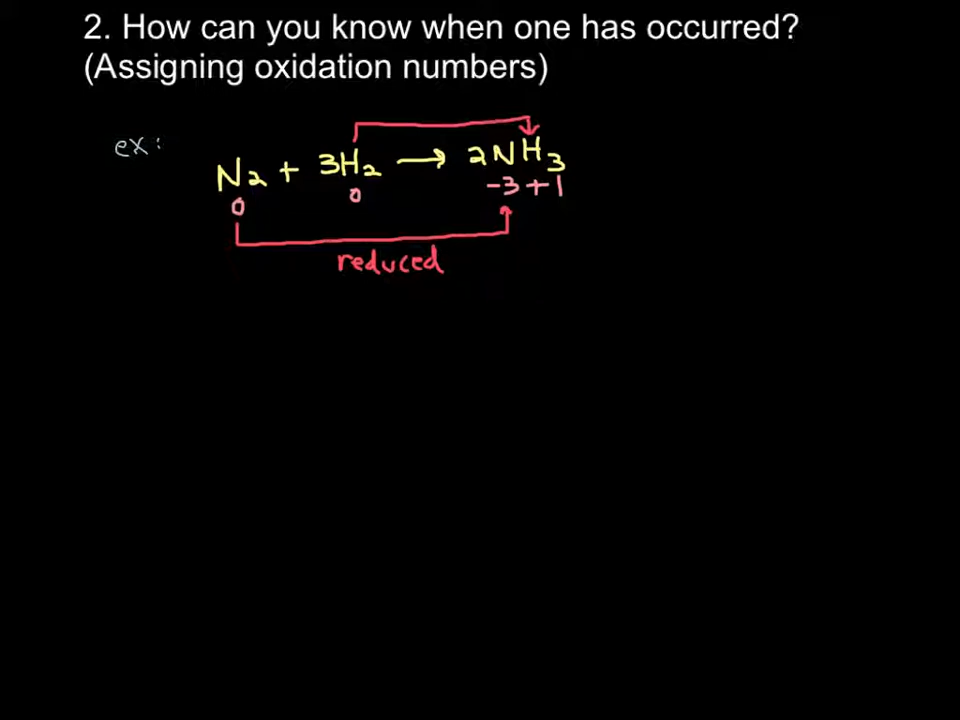 2. How can you know when one has occurred?
(Assigning oxidation numbers)
ex:
N₂ + 3H₂ → 2NH₃
0 0 -3 +1
reduced